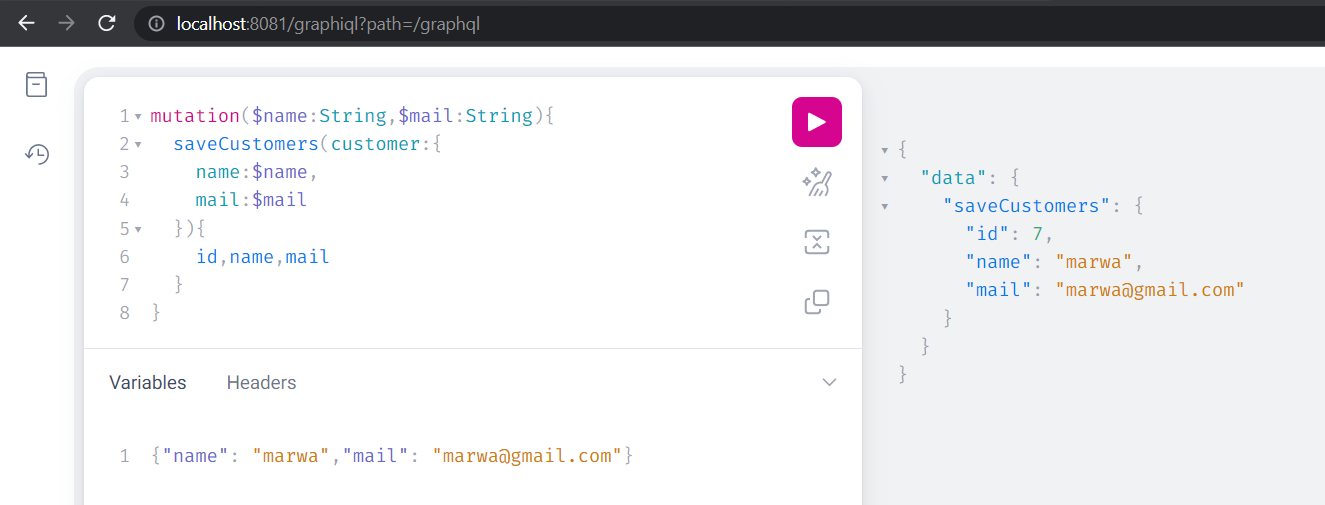 localhost:8081/graphiql?path=/graphql
1 mutation($name:String,$mail:String){
2 saveCustomers(customer:{
3 name:$name,
4 mail:$mail
5 }){
6 id,name,mail
7 }
8 }
Variables Headers
1 {"name": "marwa","mail": "marwa@gmail.com"}
{
"data": {
"saveCustomers": {
"id": 7,
"name": "marwa",
"mail": "marwa@gmail.com"
}
}
}